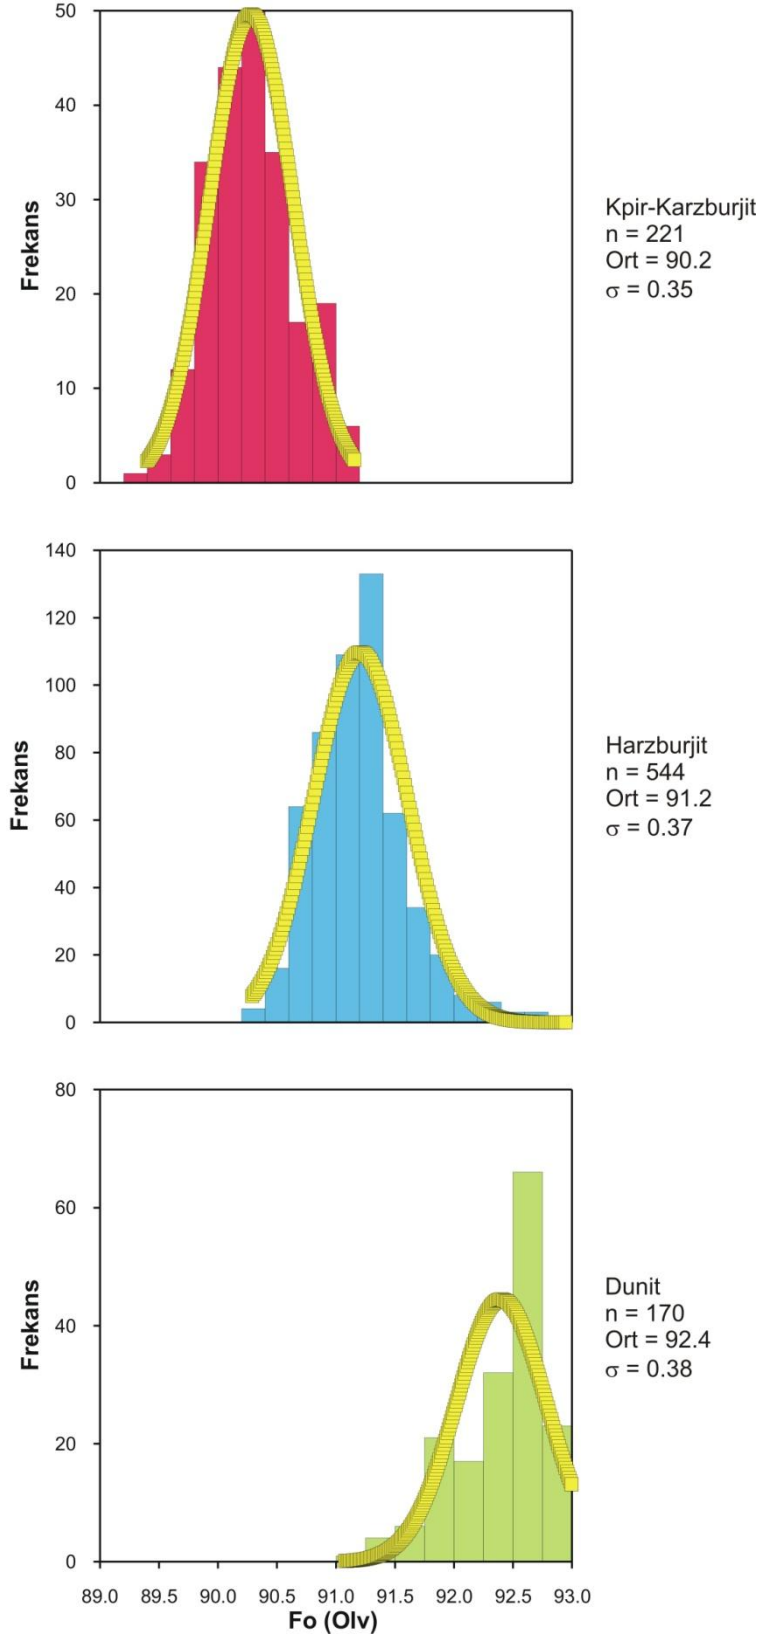 50
40
30
20
10
0
Frekans
Kpir-Karzburjit
n = 221
Ort = 90.2
σ = 0.35
140
120
100
80
60
40
20
0
Frekans
Harzburjit
n = 544
Ort = 91.2
σ = 0.37
80
60
40
20
0
Frekans
Dunit
n = 170
Ort = 92.4
σ = 0.38
89.0 89.5 90.0 90.5 91.0 91.5 92.0 92.5 93.0
Fo (Olv)